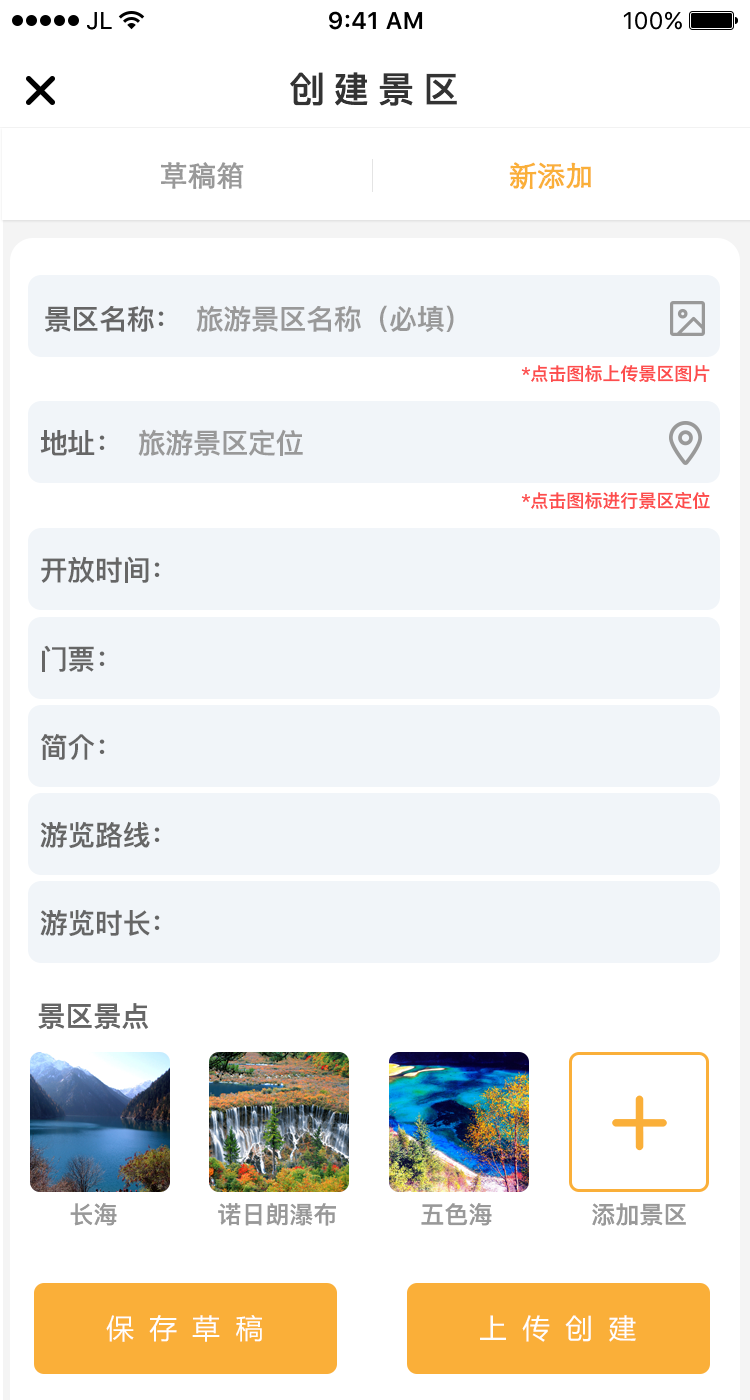 JL 9:41 AM 100%
创建景区
草稿箱 新添加
景区名称： 旅游景区名称（必填）
*点击图标上传景区图片
地址： 旅游景区定位
*点击图标进行景区定位
开放时间：
门票：
简介：
游览路线：
游览时长：
景区景点
长海 诺日朗瀑布 五色海 添加景区
保存草稿 上传创建